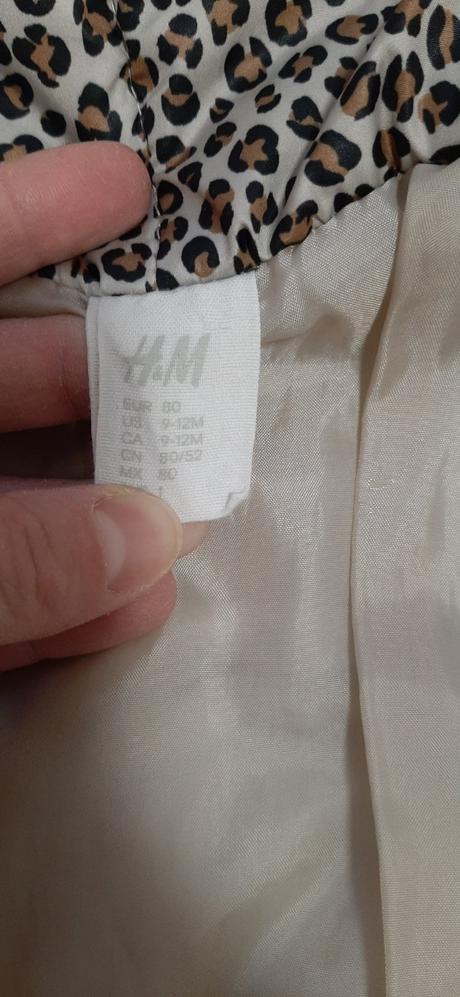 H&M
EUR 80
US 9-12M
CA 9-12M
CN 80/52
MX 80